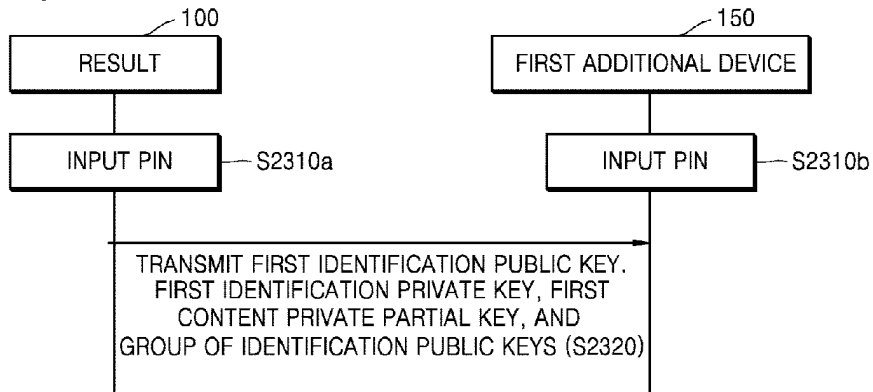 100
150
RESULT
FIRST ADDITIONAL DEVICE
INPUT PIN
S2310a
INPUT PIN
S2310b
TRANSMIT FIRST IDENTIFICATION PUBLIC KEY.
FIRST IDENTIFICATION PRIVATE KEY, FIRST
CONTENT PRIVATE PARTIAL KEY, AND
GROUP OF IDENTIFICATION PUBLIC KEYS (S2320)